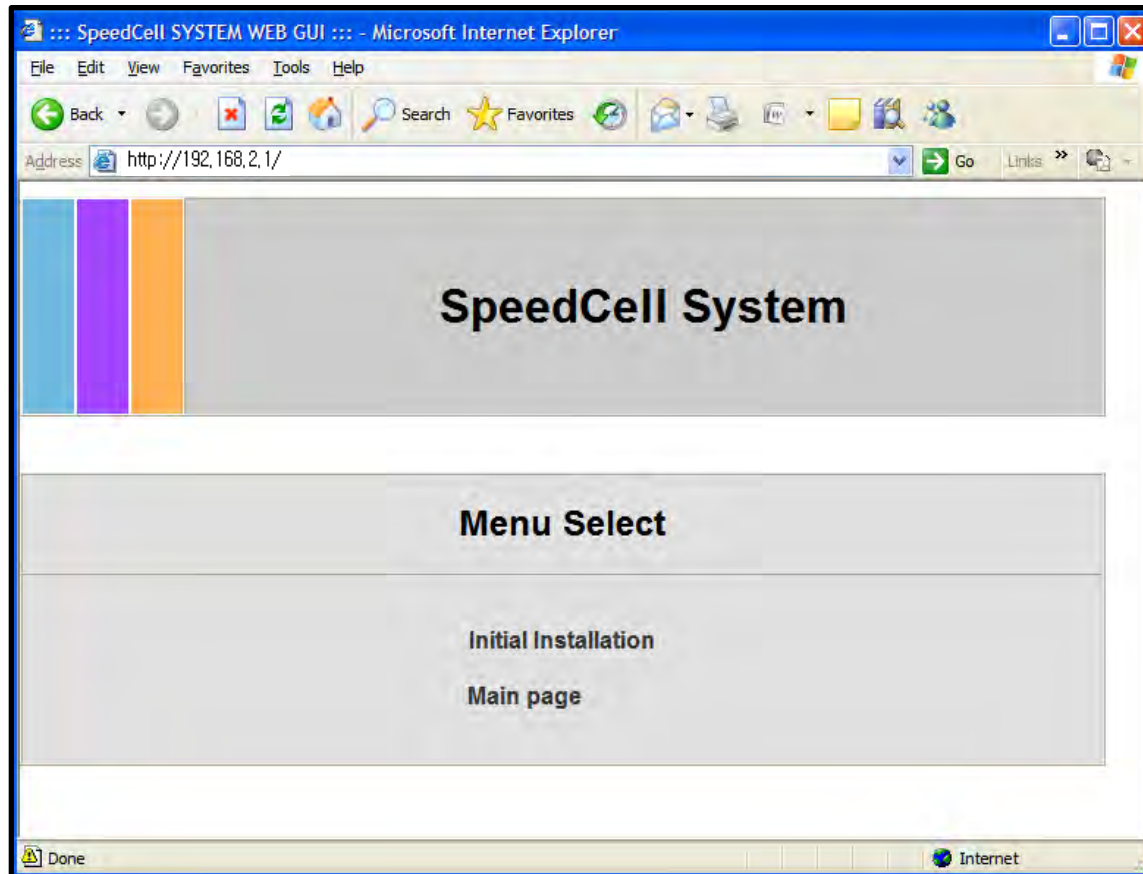 ::: SpeedCell SYSTEM WEB GUI ::: - Microsoft Internet Explorer
File Edit View Favorites Tools Help
Back Search Favorites
Address http://192,168,2,1/ Go Links »
SpeedCell System
Menu Select
Initial Installation
Main page
Done Internet